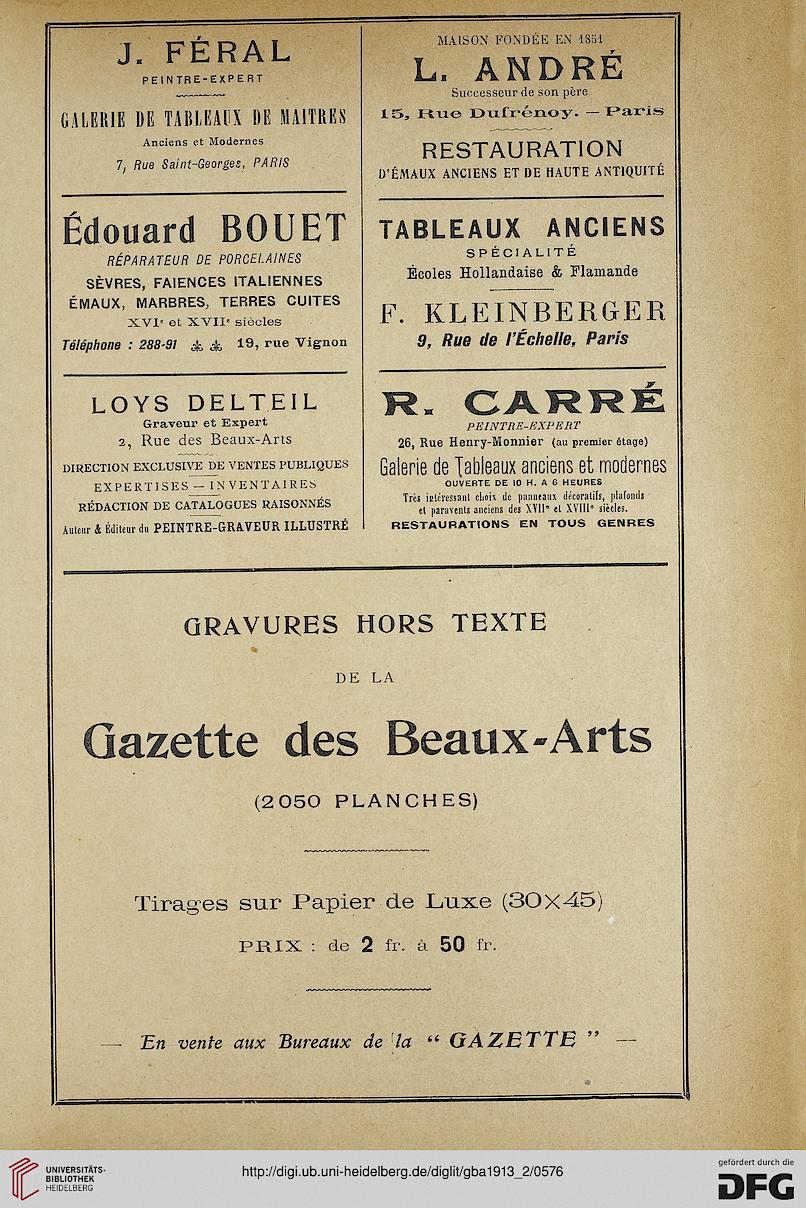 J. FÉRAL
PEINTRE-EXPERT
GALERIE DE TABLEAUX DE MAITRES
Anciens et Modernes
7, Rue Saint-Georges, PARIS
Édouard BOUET
RÉPARATEUR DE PORCELAINES
SÈVRES, FAIENCES ITALIENNES
ÉMAUX, MARBRES, TERRES CUITES
XVIe et XVIIe siècles
Téléphone : 288-91 19, rue Vignon
LOYS DELTEIL
Graveur et Expert
2, Rue des Beaux-Arts
DIRECTION EXCLUSIVE DE VENTES PUBLIQUES
EXPERTISES — INVENTAIRES
RÉDACTION DE CATALOGUES RAISONNÉS
Auteur & Éditeur du PEINTRE-GRAVEUR ILLUSTRÉ
MAISON FONDÉE EN 1851
L. ANDRÉ
Successeur de son père
15, Rue Dufrénoy. — Paris
RESTAURATION
D'ÉMAUX ANCIENS ET DE HAUTE ANTIQUITÉ
TABLEAUX ANCIENS
SPÉCIALITÉ
Écoles Hollandaise & Flamande
F. KLEINBERGER
9, Rue de l'Échelle, Paris
R. CARRÉ
PEINTRE-EXPERT
26, Rue Henry-Monnier (au premier étage)
Galerie de Tableaux anciens et modernes
OUVERTE DE 10 H. A 6 HEURES
Très intéressant choix de panneaux décoratifs, plafonds
et paravents anciens des XVIIe et XVIIIe siècles.
RESTAURATIONS EN TOUS GENRES
GRAVURES HORS TEXTE
DE LA
Gazette des Beaux-Arts
(2050 PLANCHES)
Tirages sur Papier de Luxe (30×45)
PRIX : de 2 fr. à 50 fr.
— En vente aux Bureaux de la “ GAZETTE ” —
UNIVERSITÄTS-
BIBLIOTHEK
HEIDELBERG
http://digi.ub.uni-heidelberg.de/diglit/gba1913_2/0576
gefördert durch die
DFG